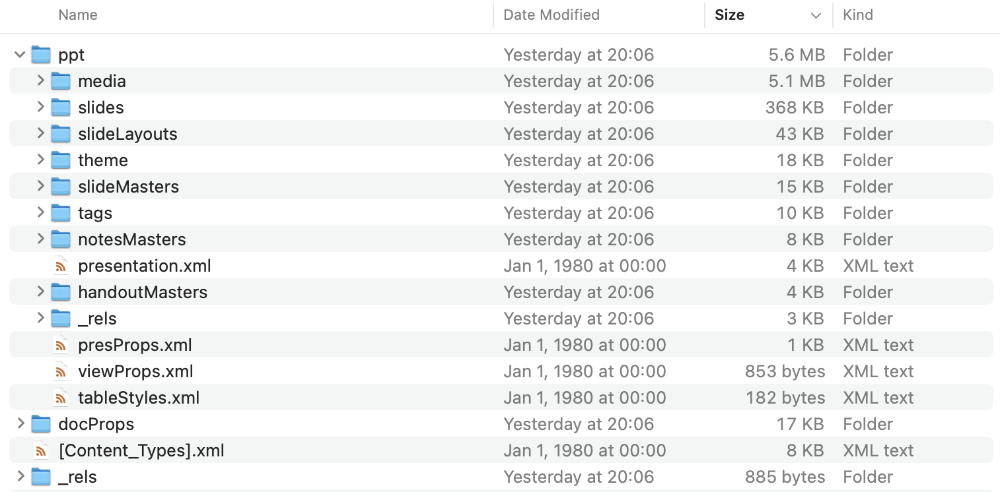 Name Date Modified Size Kind
ppt Yesterday at 20:06 5.6 MB Folder
media Yesterday at 20:06 5.1 MB Folder
slides Yesterday at 20:06 368 KB Folder
slideLayouts Yesterday at 20:06 43 KB Folder
theme Yesterday at 20:06 18 KB Folder
slideMasters Yesterday at 20:06 15 KB Folder
tags Yesterday at 20:06 10 KB Folder
notesMasters Yesterday at 20:06 8 KB Folder
presentation.xml Jan 1, 1980 at 00:00 4 KB XML text
handoutMasters Yesterday at 20:06 4 KB Folder
_rels Yesterday at 20:06 3 KB Folder
presProps.xml Jan 1, 1980 at 00:00 1 KB XML text
viewProps.xml Jan 1, 1980 at 00:00 853 bytes XML text
tableStyles.xml Jan 1, 1980 at 00:00 182 bytes XML text
docProps Yesterday at 20:06 17 KB Folder
[Content_Types].xml Jan 1, 1980 at 00:00 8 KB XML text
_rels Yesterday at 20:06 885 bytes Folder